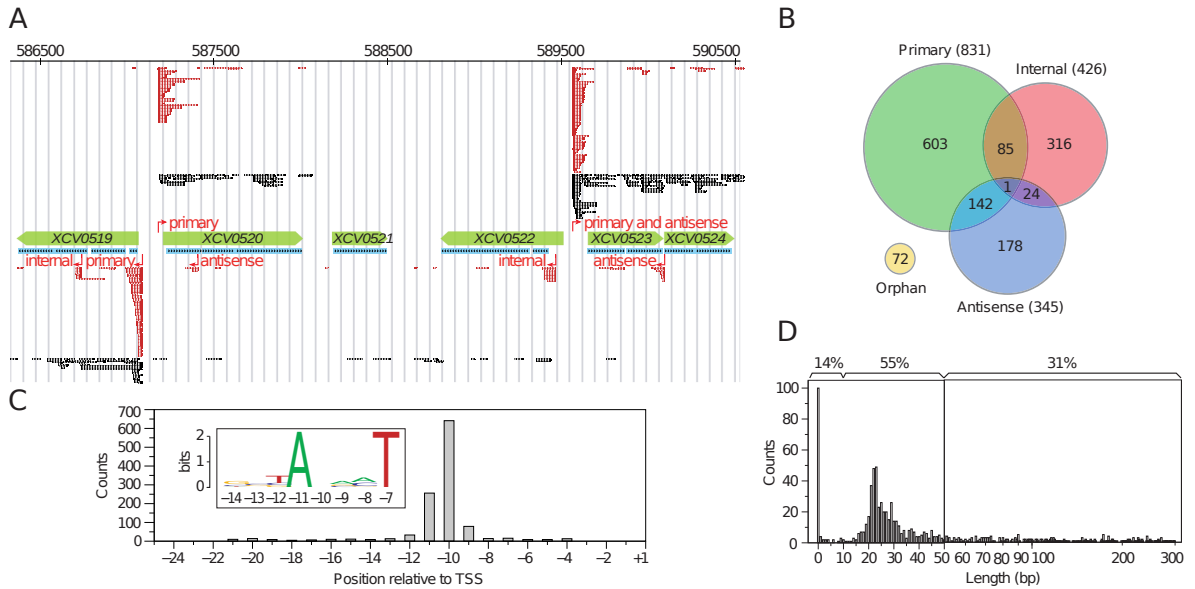 A
586500 587500 588500 589500 590500
primary
primary and antisense
XCV0519 XCV0520 XCV0521 XCV0522 XCV0523 XCV0524
internal primary antisense internal antisense
B
Primary (831)
Internal (426)
603
85
316
1
24
142
178
72
Orphan
Antisense (345)
C
700
600
500
400
300
200
100
0
Counts
2
1
0
bits
T A T
−14 −13 −12 −11 −10 −9 −8 −7
−24 −22 −20 −18 −16 −14 −12 −10 −8 −6 −4 −2 +1
Position relative to TSS
D
14% 55% 31%
100
80
60
40
20
0
Counts
0 10 20 30 40 50 60 70 80 90 100 200 300
Length (bp)